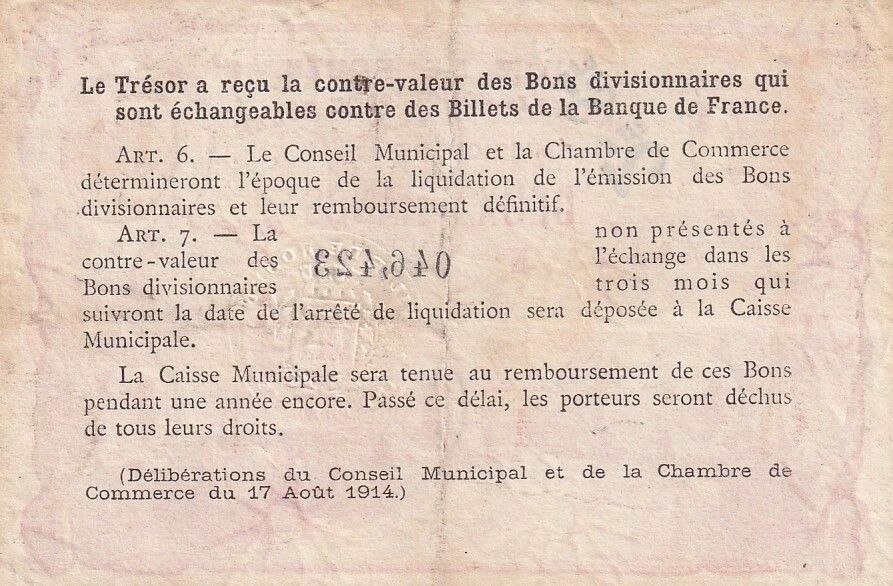 Le Trésor a reçu la contre-valeur des Bons divisionnaires qui
sont échangeables contre des Billets de la Banque de France.
ART. 6. — Le Conseil Municipal et la Chambre de Commerce
détermineront l'époque de la liquidation de l'émission des Bons
divisionnaires et leur remboursement définitif.
ART. 7. — La non présentés à
contre-valeur des 046,423 l'échange dans les
Bons divisionnaires trois mois qui
suivront la date de l'arrêté de liquidation sera déposée à la Caisse
Municipale.
La Caisse Municipale sera tenue au remboursement de ces Bons
pendant une année encore. Passé ce délai, les porteurs seront déchus
de tous leurs droits.
(Délibérations du Conseil Municipal et de la Chambre de
Commerce du 17 Août 1914.)